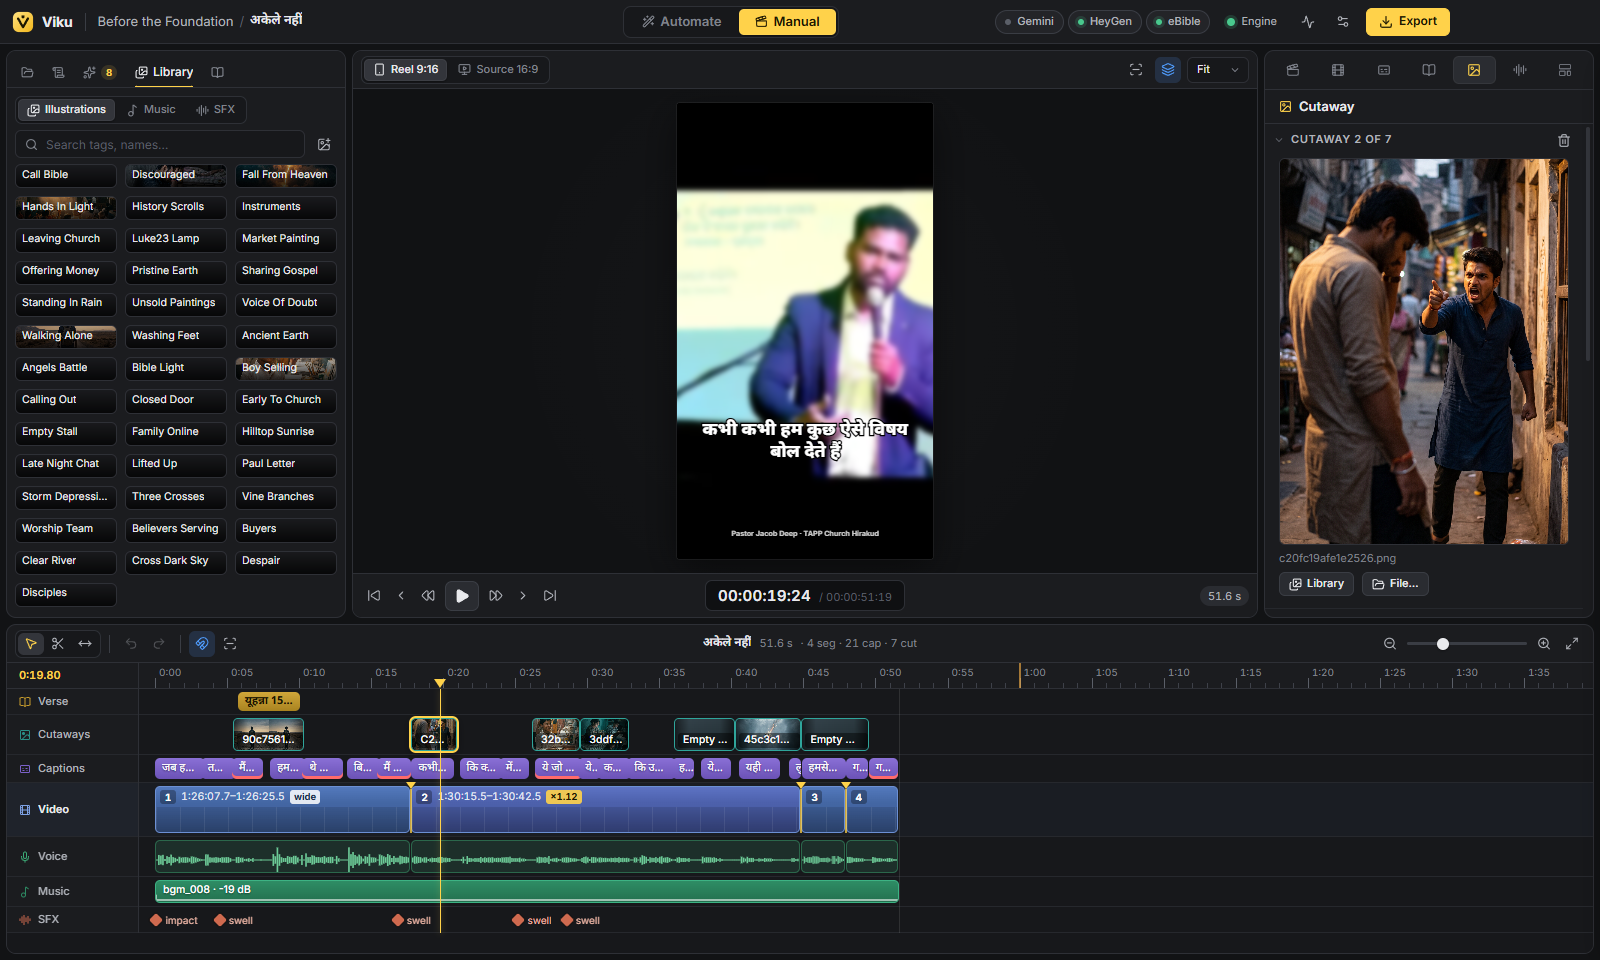 Viku
Before the Foundation / अकेले नहीं
Automate
Manual
Gemini
HeyGen
eBible
Engine
Export
8
Library
Illustrations
Music
SFX
Search tags, names...
Call Bible
Discouraged
Fall From Heaven
Hands In Light
History Scrolls
Instruments
Leaving Church
Luke23 Lamp
Market Painting
Offering Money
Pristine Earth
Sharing Gospel
Standing In Rain
Unsold Paintings
Voice Of Doubt
Walking Alone
Washing Feet
Ancient Earth
Angels Battle
Bible Light
Boy Selling
Calling Out
Closed Door
Early To Church
Empty Stall
Family Online
Hilltop Sunrise
Late Night Chat
Lifted Up
Paul Letter
Storm Depressi...
Three Crosses
Vine Branches
Worship Team
Believers Serving
Buyers
Clear River
Cross Dark Sky
Despair
Disciples
Reel 9:16
Source 16:9
Fit
कभी कभी हम कुछ ऐसे विषय
बोल देते हैं
Pastor Jacob Deep · TAPP Church Hirakud
00:00:19:24 / 00:00:51:19
51.6 s
Cutaway
CUTAWAY 2 OF 7
c20fc19afe1e2526.png
Library
File...
अकेले नहीं 51.6 s · 4 seg · 21 cap · 7 cut
0:19.80
0:00
0:05
0:10
0:15
0:20
0:25
0:30
0:35
0:40
0:45
0:50
0:55
1:00
1:05
1:10
1:15
1:20
1:25
1:30
1:35
Verse
यूहन्ना 15...
Cutaways
90c7561...
C2...
32b...
3ddf...
Empty ...
45c3c1...
Empty ...
Captions
जब ह...
त...
मैं...
हम...
थे ...
बि...
मैं ...
कभी...
कि क...
में...
ये जो ...
ये..
क...
कि उ...
ह...
ये...
यही ...
हमसे...
ग...
ग...
Video
1 1:26:07.7–1:26:25.5 wide
2 1:30:15.5–1:30:42.5 ×1.12
3
4
Voice
Music
bgm_008 · -19 dB
SFX
impact
swell
swell
swell
swell